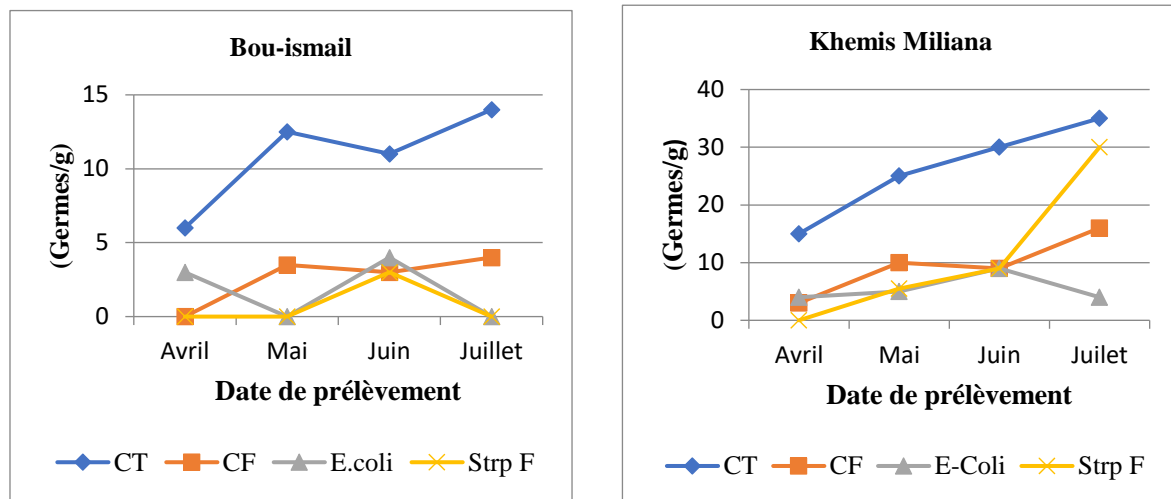 Bou-ismail
15
10
5
0
((Germes/g)
Avril Mai Juin Juillet
Date de prélèvement
CT CF E.coli Strp F
Khemis Miliana
40
30
20
10
0
((Germes/g)
Avril Mai Juin Juilet
Date de prélèvement
CT CF E-Coli Strp F